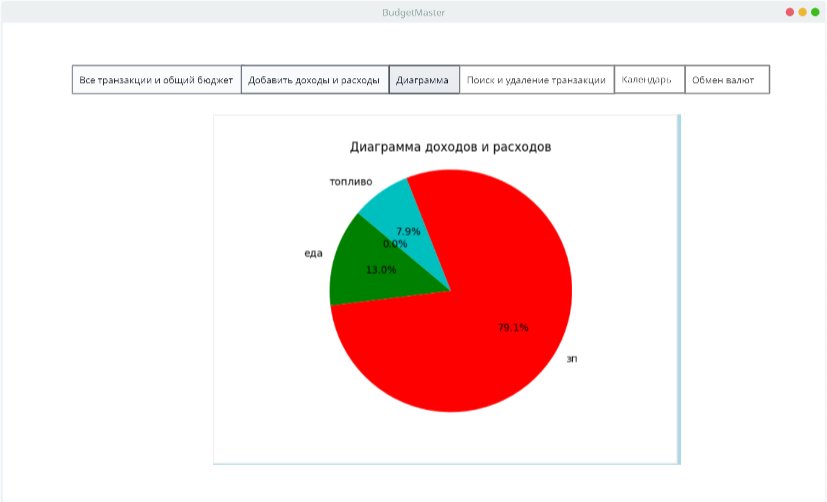 BudgetMaster
Все транзакции и общий бюджет Добавить доходы и расходы Диаграмма Поиск и удаление транзакции Календарь Обмен валют
Диаграмма доходов и расходов
топливо
7.9%
0.0%
еда
13.0%
79.1%
зп